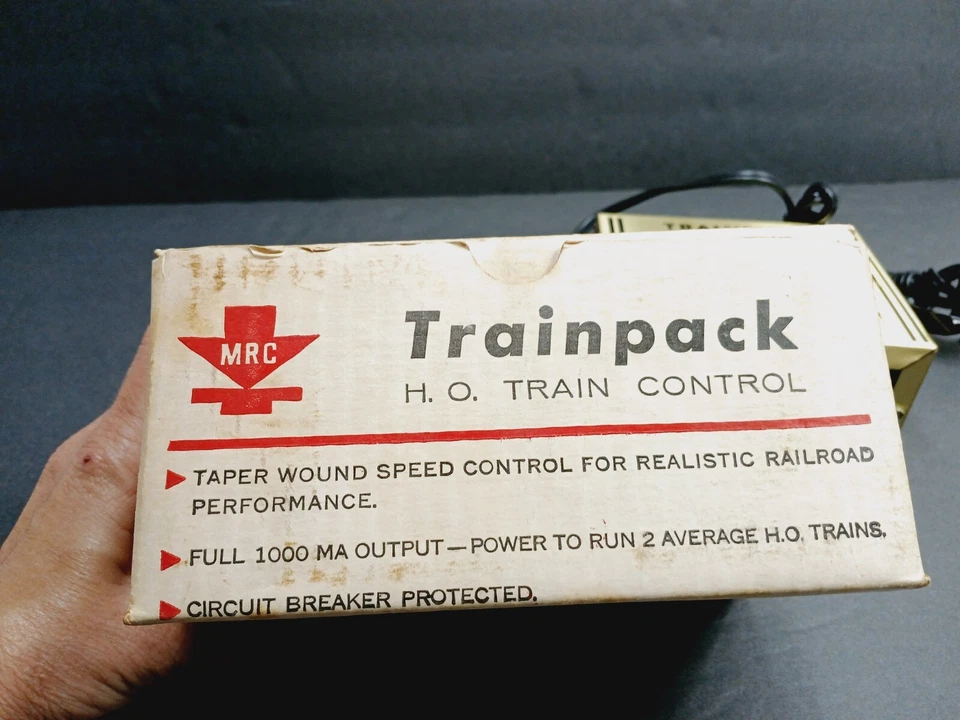 MRC
Trainpack
H. O. TRAIN CONTROL
TAPER WOUND SPEED CONTROL FOR REALISTIC RAILROAD
PERFORMANCE.
FULL 1000 MA OUTPUT—POWER TO RUN 2 AVERAGE H.O. TRAINS.
CIRCUIT BREAKER PROTECTED.